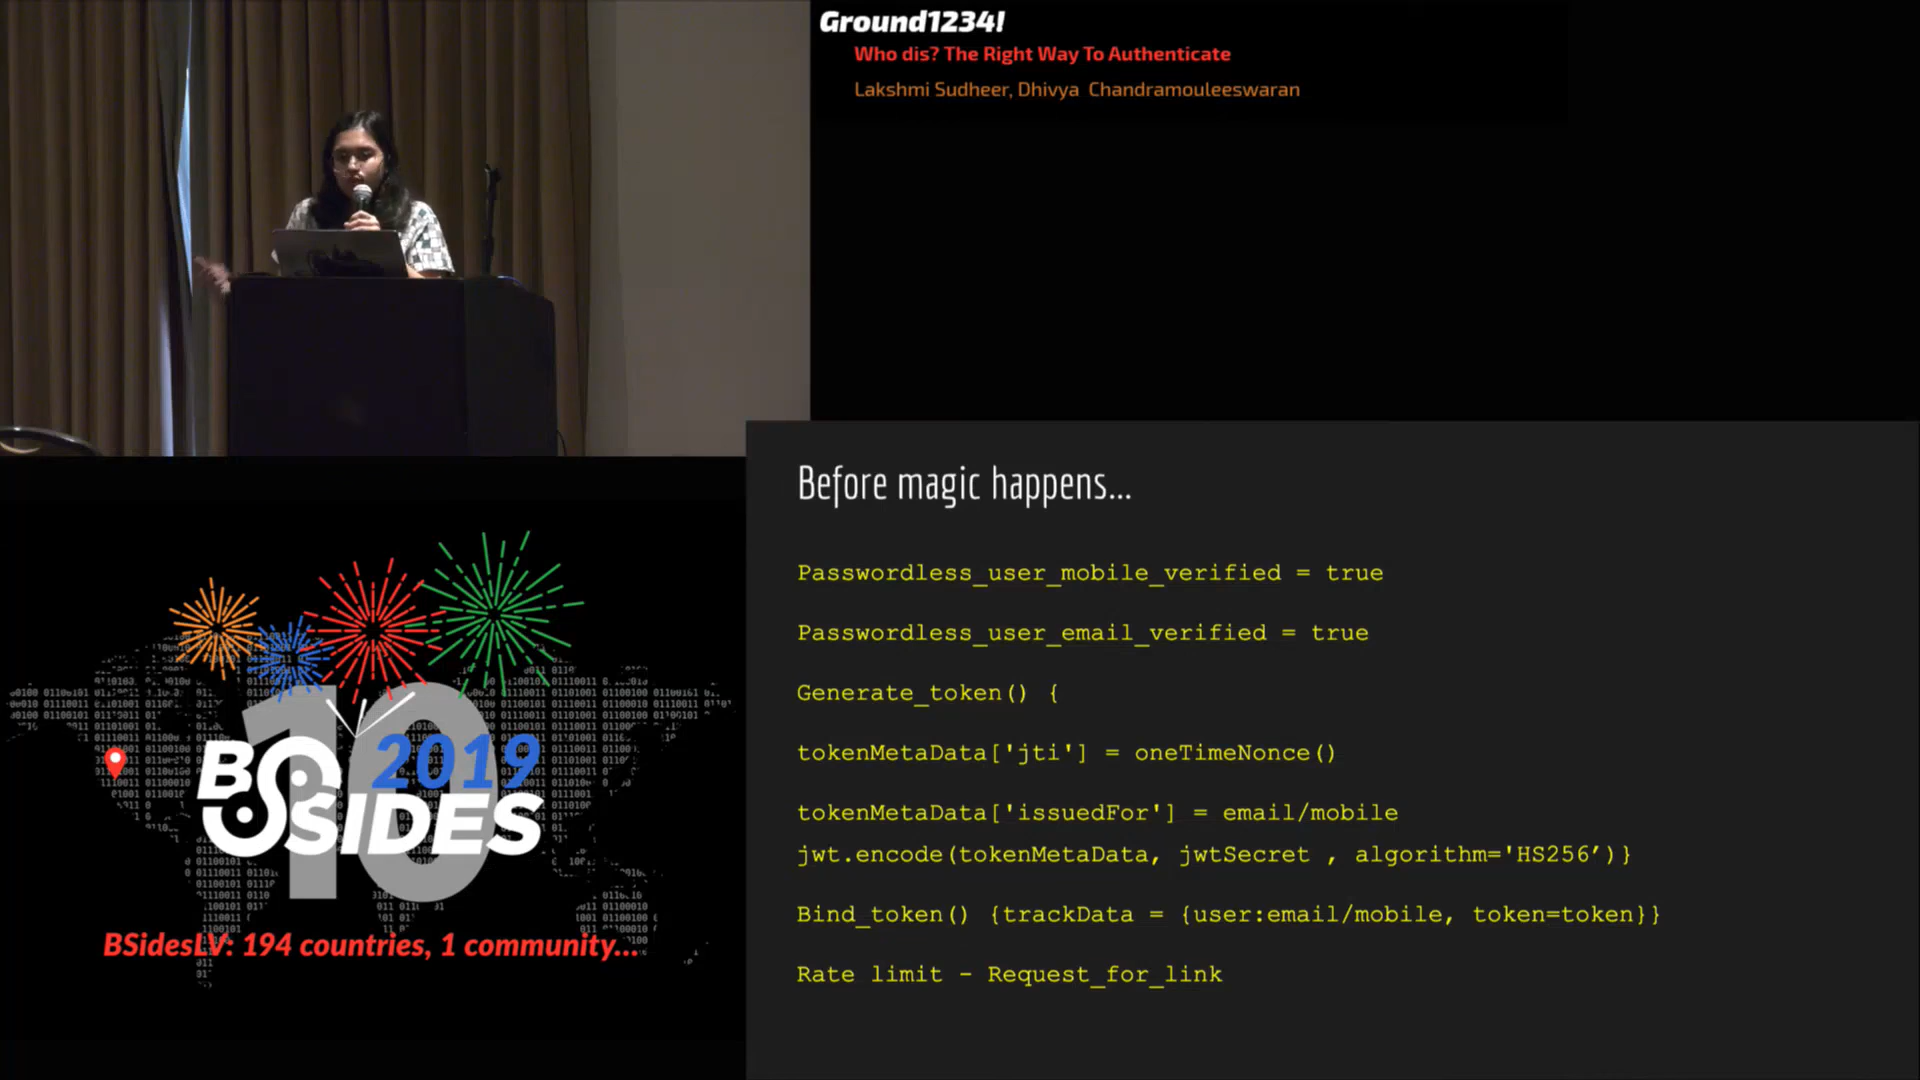 Ground1234!
Who dis? The Right Way To Authenticate
Lakshmi Sudheer, Dhivya Chandramouleeswaran
Before magic happens...
Passwordless_user_mobile_verified = true
Passwordless_user_email_verified = true
Generate_token() {
tokenMetaData['jti'] = oneTimeNonce()
tokenMetaData['issuedFor'] = email/mobile
jwt.encode(tokenMetaData, jwtSecret , algorithm='HS256’)}
Bind_token() {trackData = {user:email/mobile, token=token}}
Rate limit - Request_for_link
10
2019
BSIDES
BSidesLV: 194 countries, 1 community...